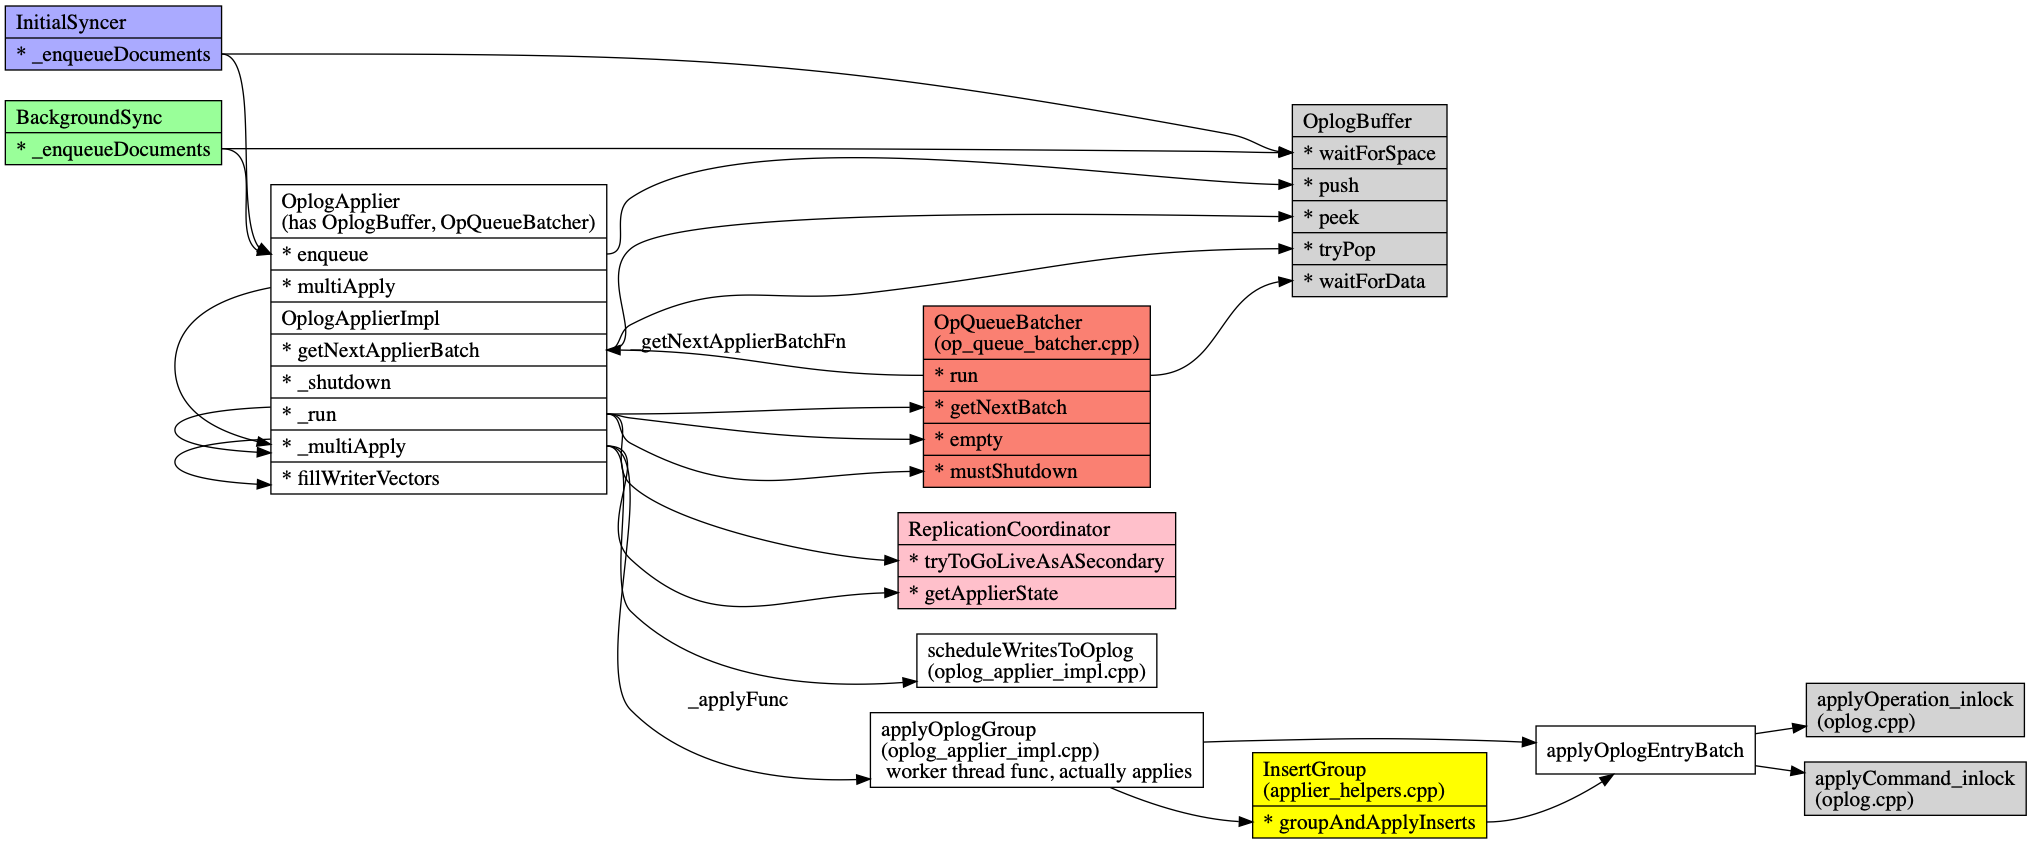 InitialSyncer
* _enqueueDocuments
BackgroundSync
* _enqueueDocuments
OplogApplier
(has OplogBuffer, OpQueueBatcher)
* enqueue
* multiApply
OplogApplierImpl
* getNextApplierBatch
* _shutdown
* _run
* _multiApply
* fillWriterVectors
OplogBuffer
* waitForSpace
* push
* peek
* tryPop
* waitForData
_getNextApplierBatchFn
OpQueueBatcher
(op_queue_batcher.cpp)
* run
* getNextBatch
* empty
* mustShutdown
ReplicationCoordinator
* tryToGoLiveAsASecondary
* getApplierState
scheduleWritesToOplog
(oplog_applier_impl.cpp)
_applyFunc
applyOplogGroup
(oplog_applier_impl.cpp)
worker thread func, actually applies
InsertGroup
(applier_helpers.cpp)
* groupAndApplyInserts
applyOplogEntryBatch
applyOperation_inlock
(oplog.cpp)
applyCommand_inlock
(oplog.cpp)